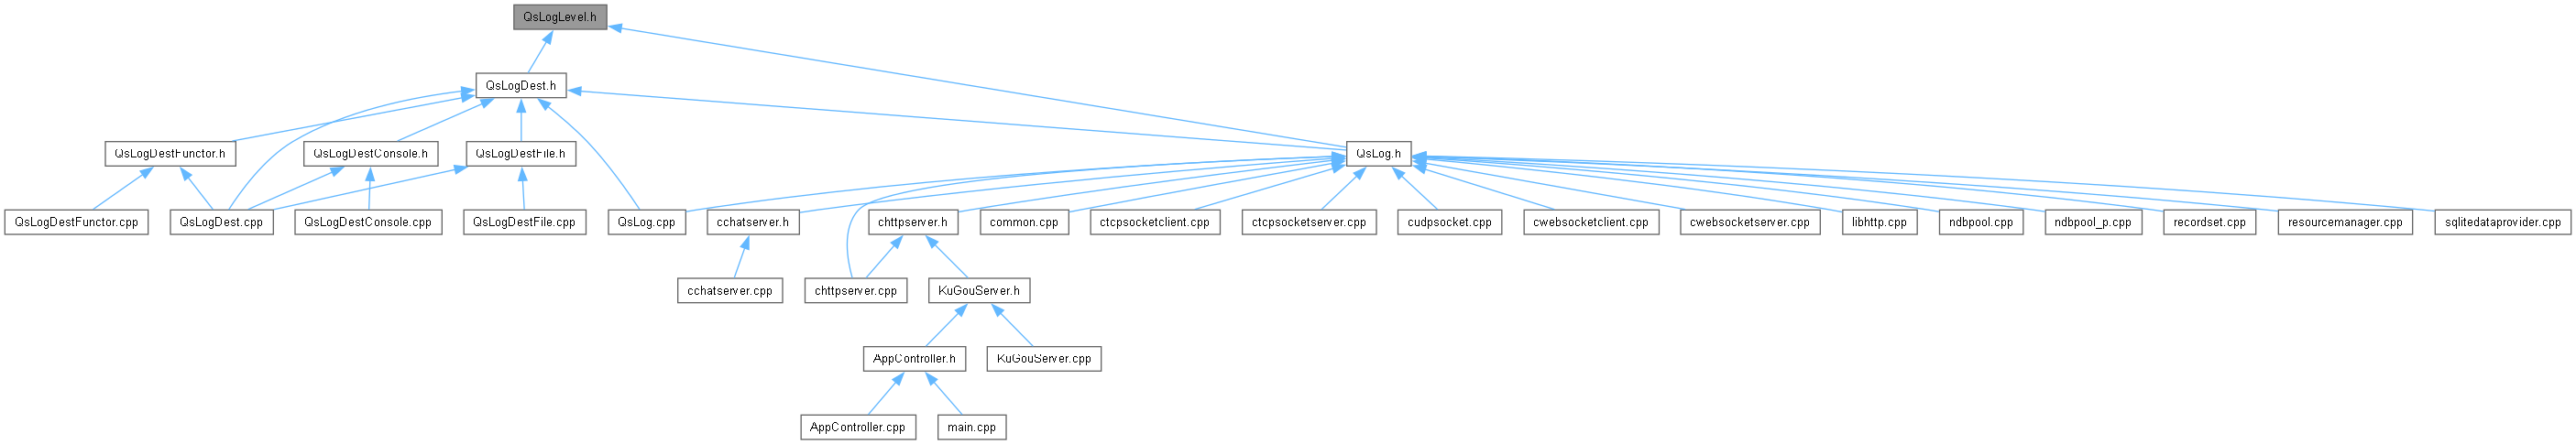 QsLogLevel.h
QsLogDest.h
QsLogDestFunctor.h
QsLogDestConsole.h
QsLogDestFile.h
QsLog.h
QsLogDestFunctor.cpp
QsLogDest.cpp
QsLogDestConsole.cpp
QsLogDestFile.cpp
QsLog.cpp
cchatserver.h
chttpserver.h
common.cpp
ctcpsocketclient.cpp
ctcpsocketserver.cpp
cudpsocket.cpp
cwebsocketclient.cpp
cwebsocketserver.cpp
libhttp.cpp
ndbpool.cpp
ndbpool_p.cpp
recordset.cpp
resourcemanager.cpp
sqlitedataprovider.cpp
cchatserver.cpp
chttpserver.cpp
KuGouServer.h
AppController.h
KuGouServer.cpp
AppController.cpp
main.cpp